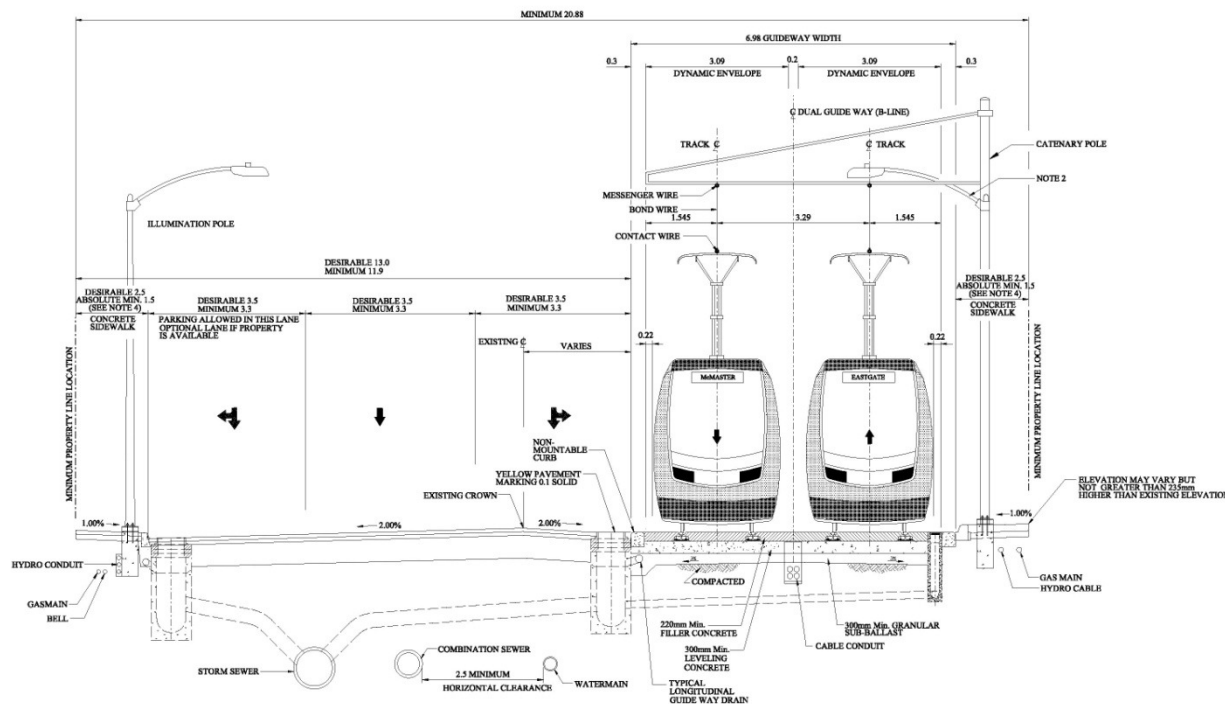 MINIMUM 20.88
6.98 GUIDEWAY WIDTH
0.3
3.09
0.2
3.09
0.3
DYNAMIC ENVELOPE
DYNAMIC ENVELOPE
℄ DUAL GUIDE WAY (B-LINE)
TRACK ℄
℄ TRACK
CATENARY POLE
NOTE 2
MESSENGER WIRE
BOND WIRE
1.545
3.29
1.545
CONTACT WIRE
ILLUMINATION POLE
DESIRABLE 13.0
MINIMUM 11.9
DESIRABLE 2.5
ABSOLUTE MIN. 1.5
(SEE NOTE 4)
CONCRETE
SIDEWALK
DESIRABLE 3.5
MINIMUM 3.3
PARKING ALLOWED IN THIS LANE
OPTIONAL LANE IF PROPERTY
IS AVAILABLE
DESIRABLE 3.5
MINIMUM 3.3
DESIRABLE 3.5
MINIMUM 3.3
EXISTING ℄
VARIES
DESIRABLE 2.5
ABSOLUTE MIN. 1.5
(SEE NOTE 4)
CONCRETE
SIDEWALK
0.22
0.22
McMASTER
EASTGATE
MINIMUM PROPERTY LINE LOCATION
MINIMUM PROPERTY LINE LOCATION
NON-
MOUNTABLE
CURB
YELLOW PAVEMENT
MARKING 0.1 SOLID
EXISTING CROWN
ELEVATION MAY VARY BUT
NOT GREATER THAN 235mm
HIGHER THAN EXISTING ELEVATION
1.00%
2.00%
2.00%
1.00%
HYDRO CONDUIT
GASMAIN
BELL
COMPACTED
GAS MAIN
HYDRO CABLE
220mm Min.
FILLER CONCRETE
300mm Min.
LEVELING
CONCRETE
300mm Min. GRANULAR
SUB-BALLAST
CABLE CONDUIT
STORM SEWER
COMBINATION SEWER
2.5 MINIMUM
HORIZONTAL CLEARANCE
WATERMAIN
TYPICAL
LONGITUDINAL
GUIDE WAY DRAIN